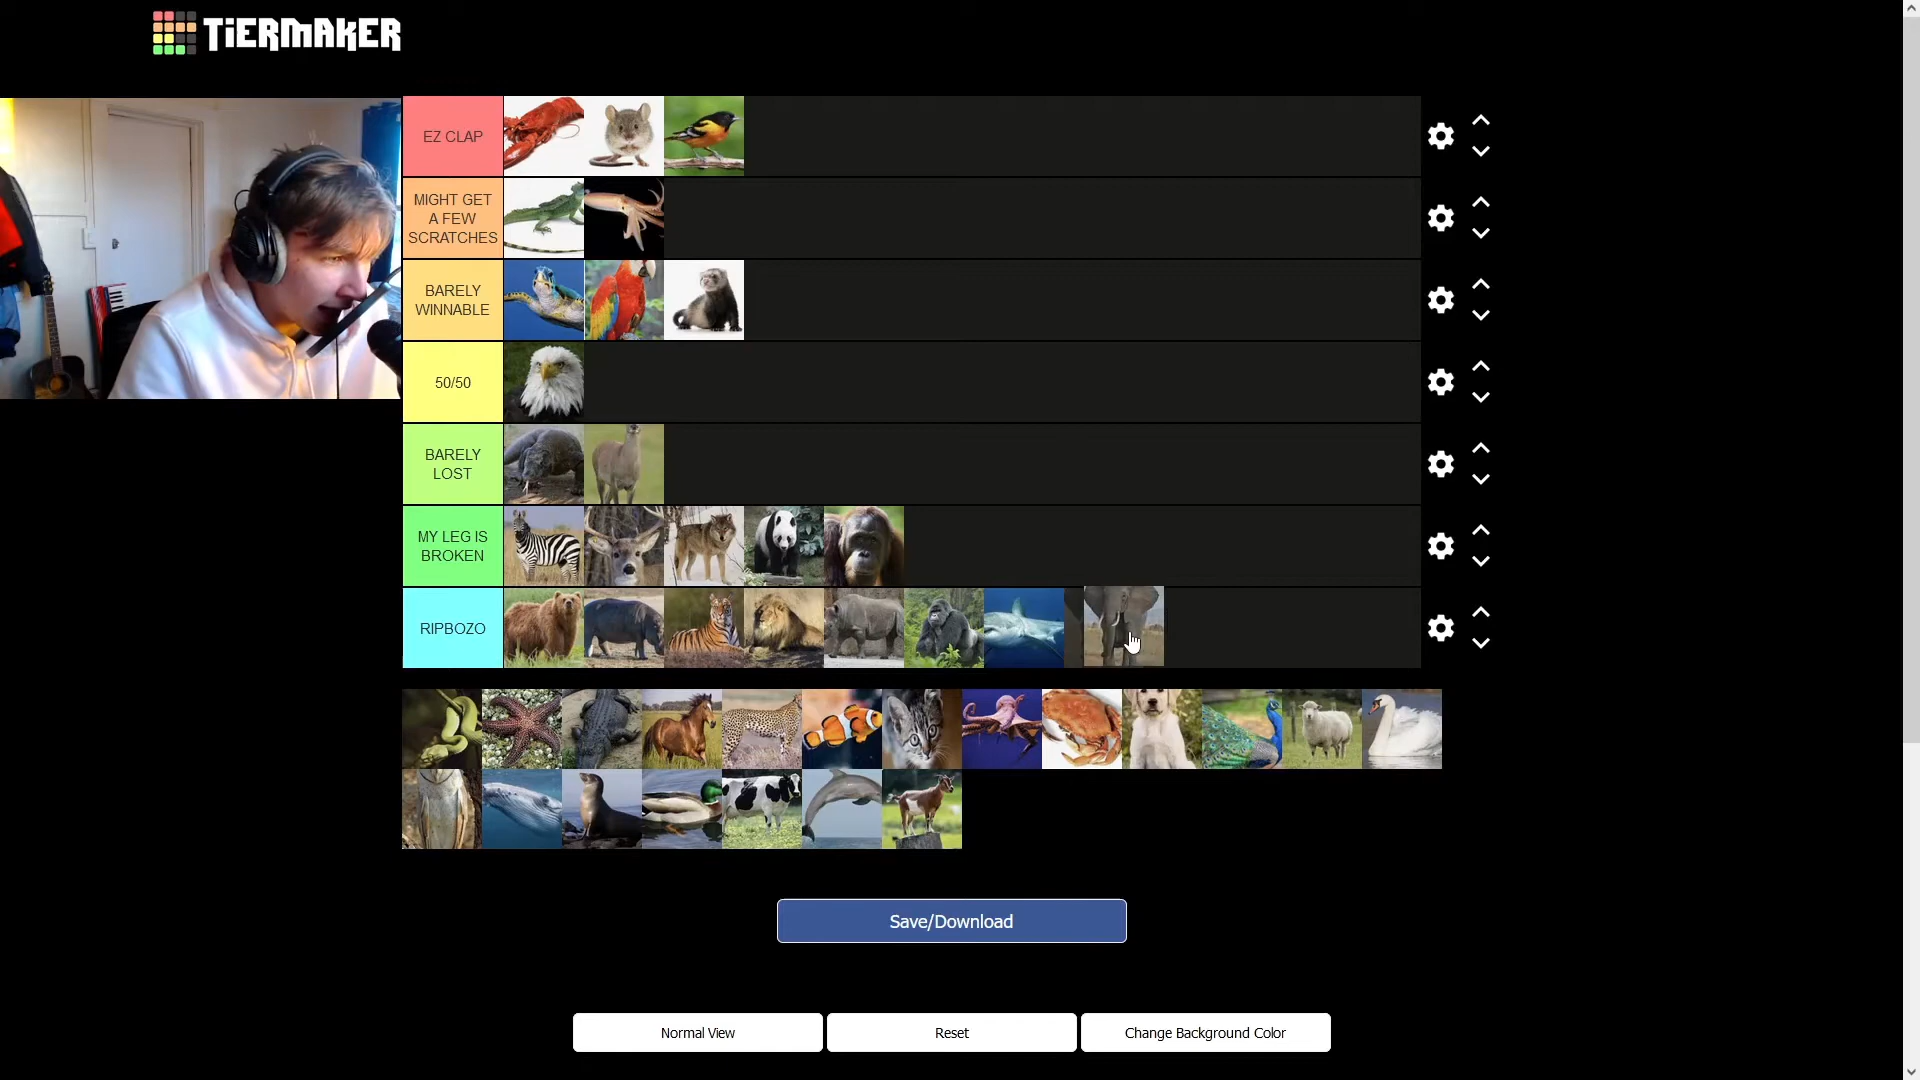 TiERMAKER
EZ CLAP
MIGHT GET
A FEW
SCRATCHES
BARELY
WINNABLE
50/50
BARELY
LOST
MY LEG IS
BROKEN
RIPBOZO
Save/Download
Normal View
Reset
Change Background Color